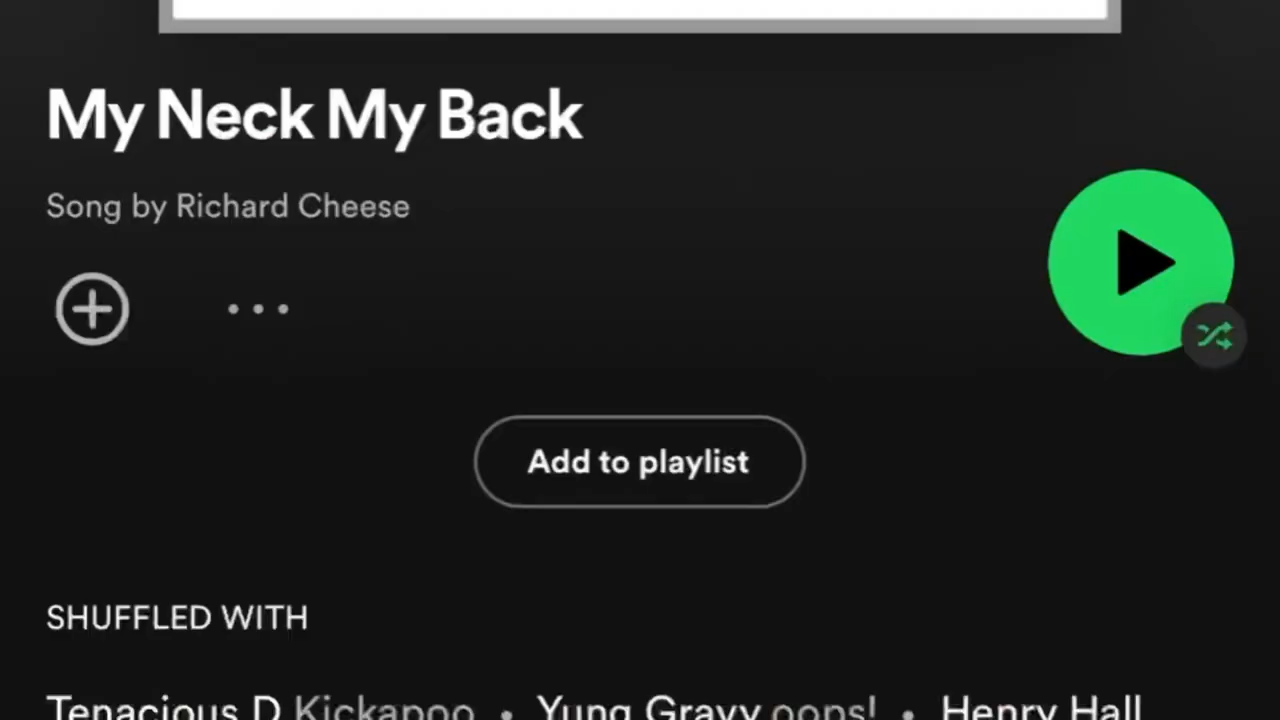 My Neck My Back
Song by Richard Cheese
Add to playlist
SHUFFLED WITH
Tenacious D Kickapoo • Yung Gravy oops! • Henry Hall